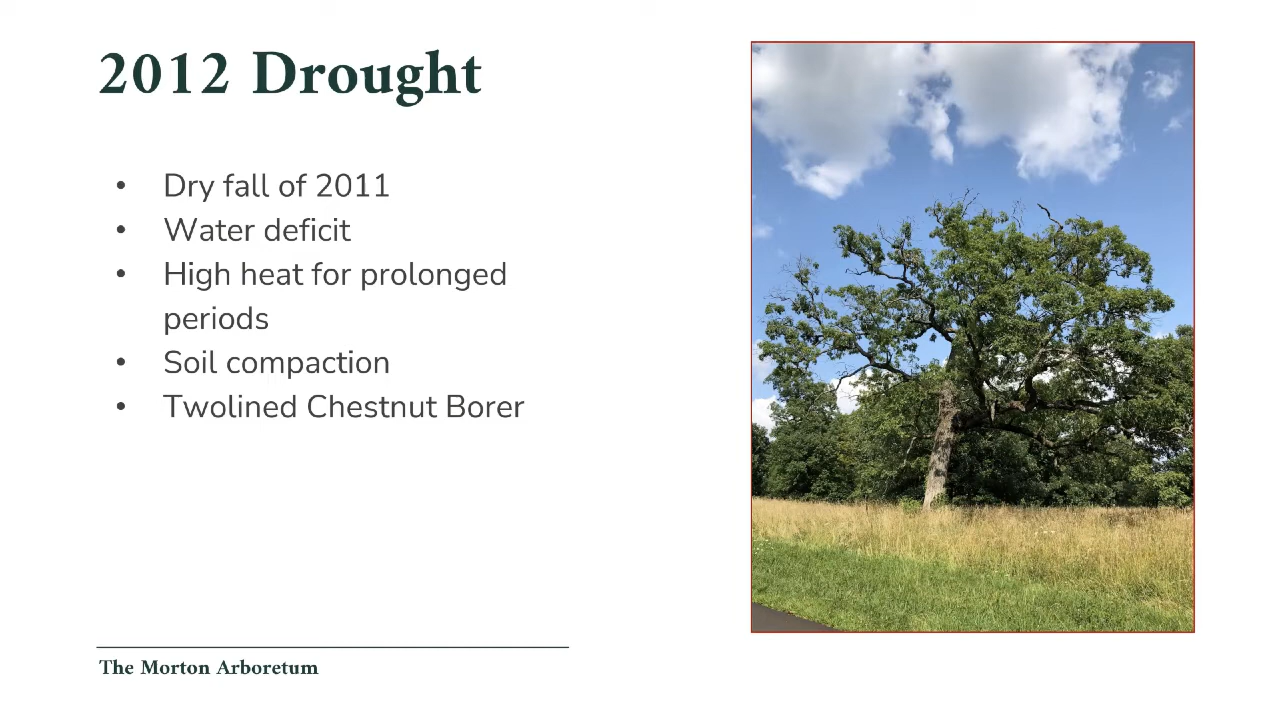 2012 Drought
• Dry fall of 2011
• Water deficit
• High heat for prolonged
periods
• Soil compaction
• Twolined Chestnut Borer
The Morton Arboretum